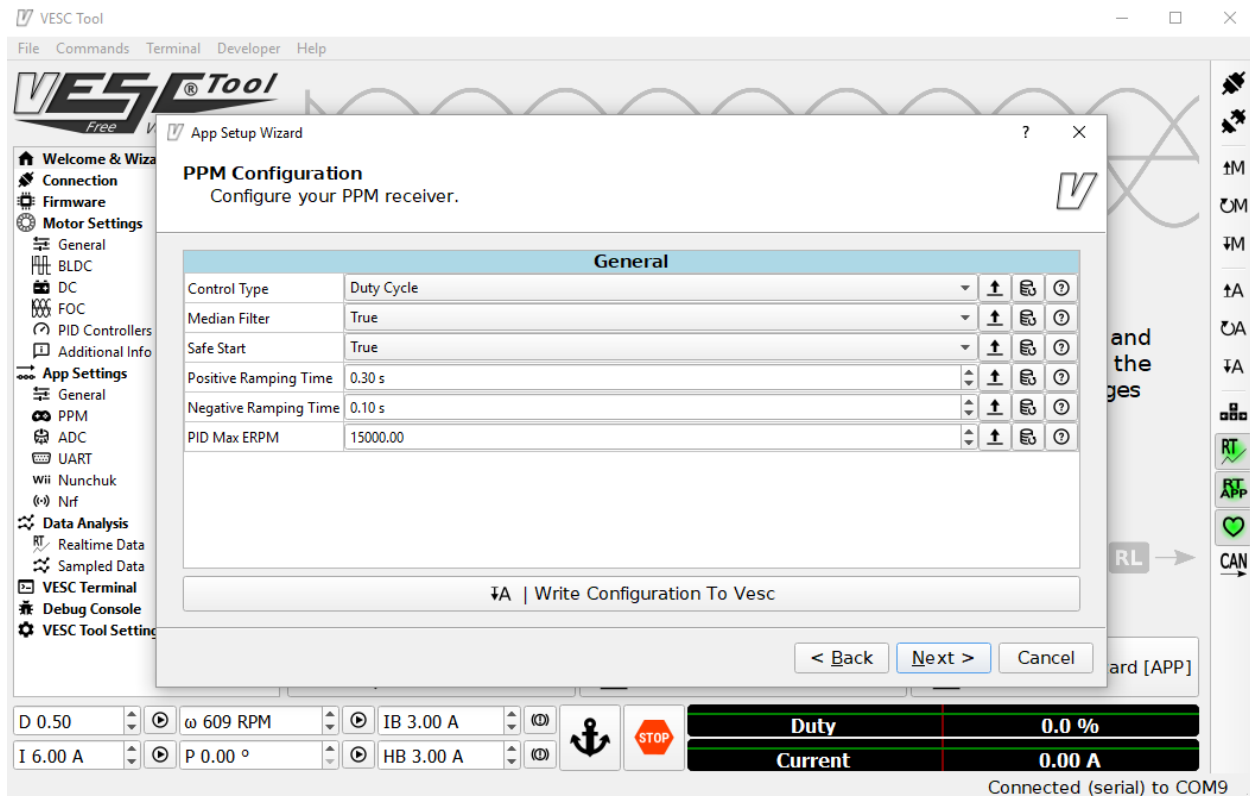 VESC Tool
File Commands Terminal Developer Help
VESC® Tool
Free
App Setup Wizard
PPM Configuration
Configure your PPM receiver.
Welcome & Wiza
Connection
Firmware
Motor Settings
General
BLDC
DC
FOC
PID Controllers
Additional Info
App Settings
General
PPM
ADC
UART
Wii Nunchuk
Nrf
Data Analysis
RT Realtime Data
Sampled Data
VESC Terminal
Debug Console
VESC Tool Setting
General
Control Type Duty Cycle
Median Filter True
Safe Start True
Positive Ramping Time 0.30 s
Negative Ramping Time 0.10 s
PID Max ERPM 15000.00
A | Write Configuration To Vesc
< Back Next > Cancel
and
the
ges
RL
ard [APP]
M
M
M
A
A
A
RT
RT APP
CAN
D 0.50 ω 609 RPM IB 3.00 A
I 6.00 A P 0.00 º HB 3.00 A
STOP
Duty 0.0 %
Current 0.00 A
Connected (serial) to COM9